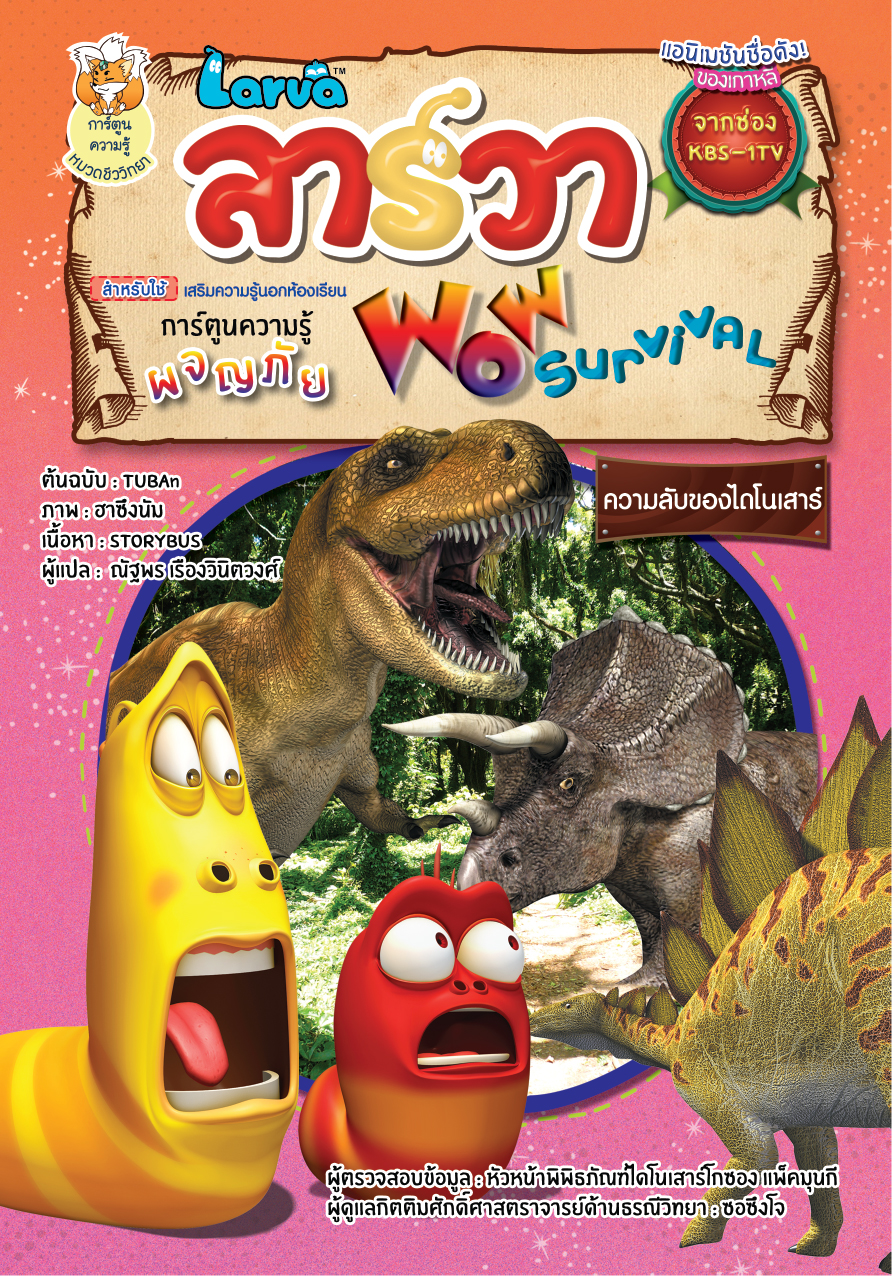 การ์ตูน
ความรู้
หมวดชีววิทยา
Larva™
แอนิเมชันชื่อดัง!
ของเกาหลี
จากช่อง
KBS-1TV
ลาร์วา
สำหรับใช้ เสริมความรู้นอกห้องเรียน
การ์ตูนความรู้
ผจญภัย
WOW SURVIVAL
ต้นฉบับ : TUBAn
ภาพ : ฮาซึงนัม
เนื้อหา : STORYBUS
ผู้แปล : ณัฐพร เรืองวินิตวงศ์
ความลับของไดโนเสาร์
ผู้ตรวจสอบข้อมูล : หัวหน้าพิพิธภัณฑ์ไดโนเสาร์โกซอง แพ็คมุนกี
ผู้ดูแลกิตติมศักดิ์ศาสตราจารย์ด้านธรณีวิทยา : ซอซึงโจ